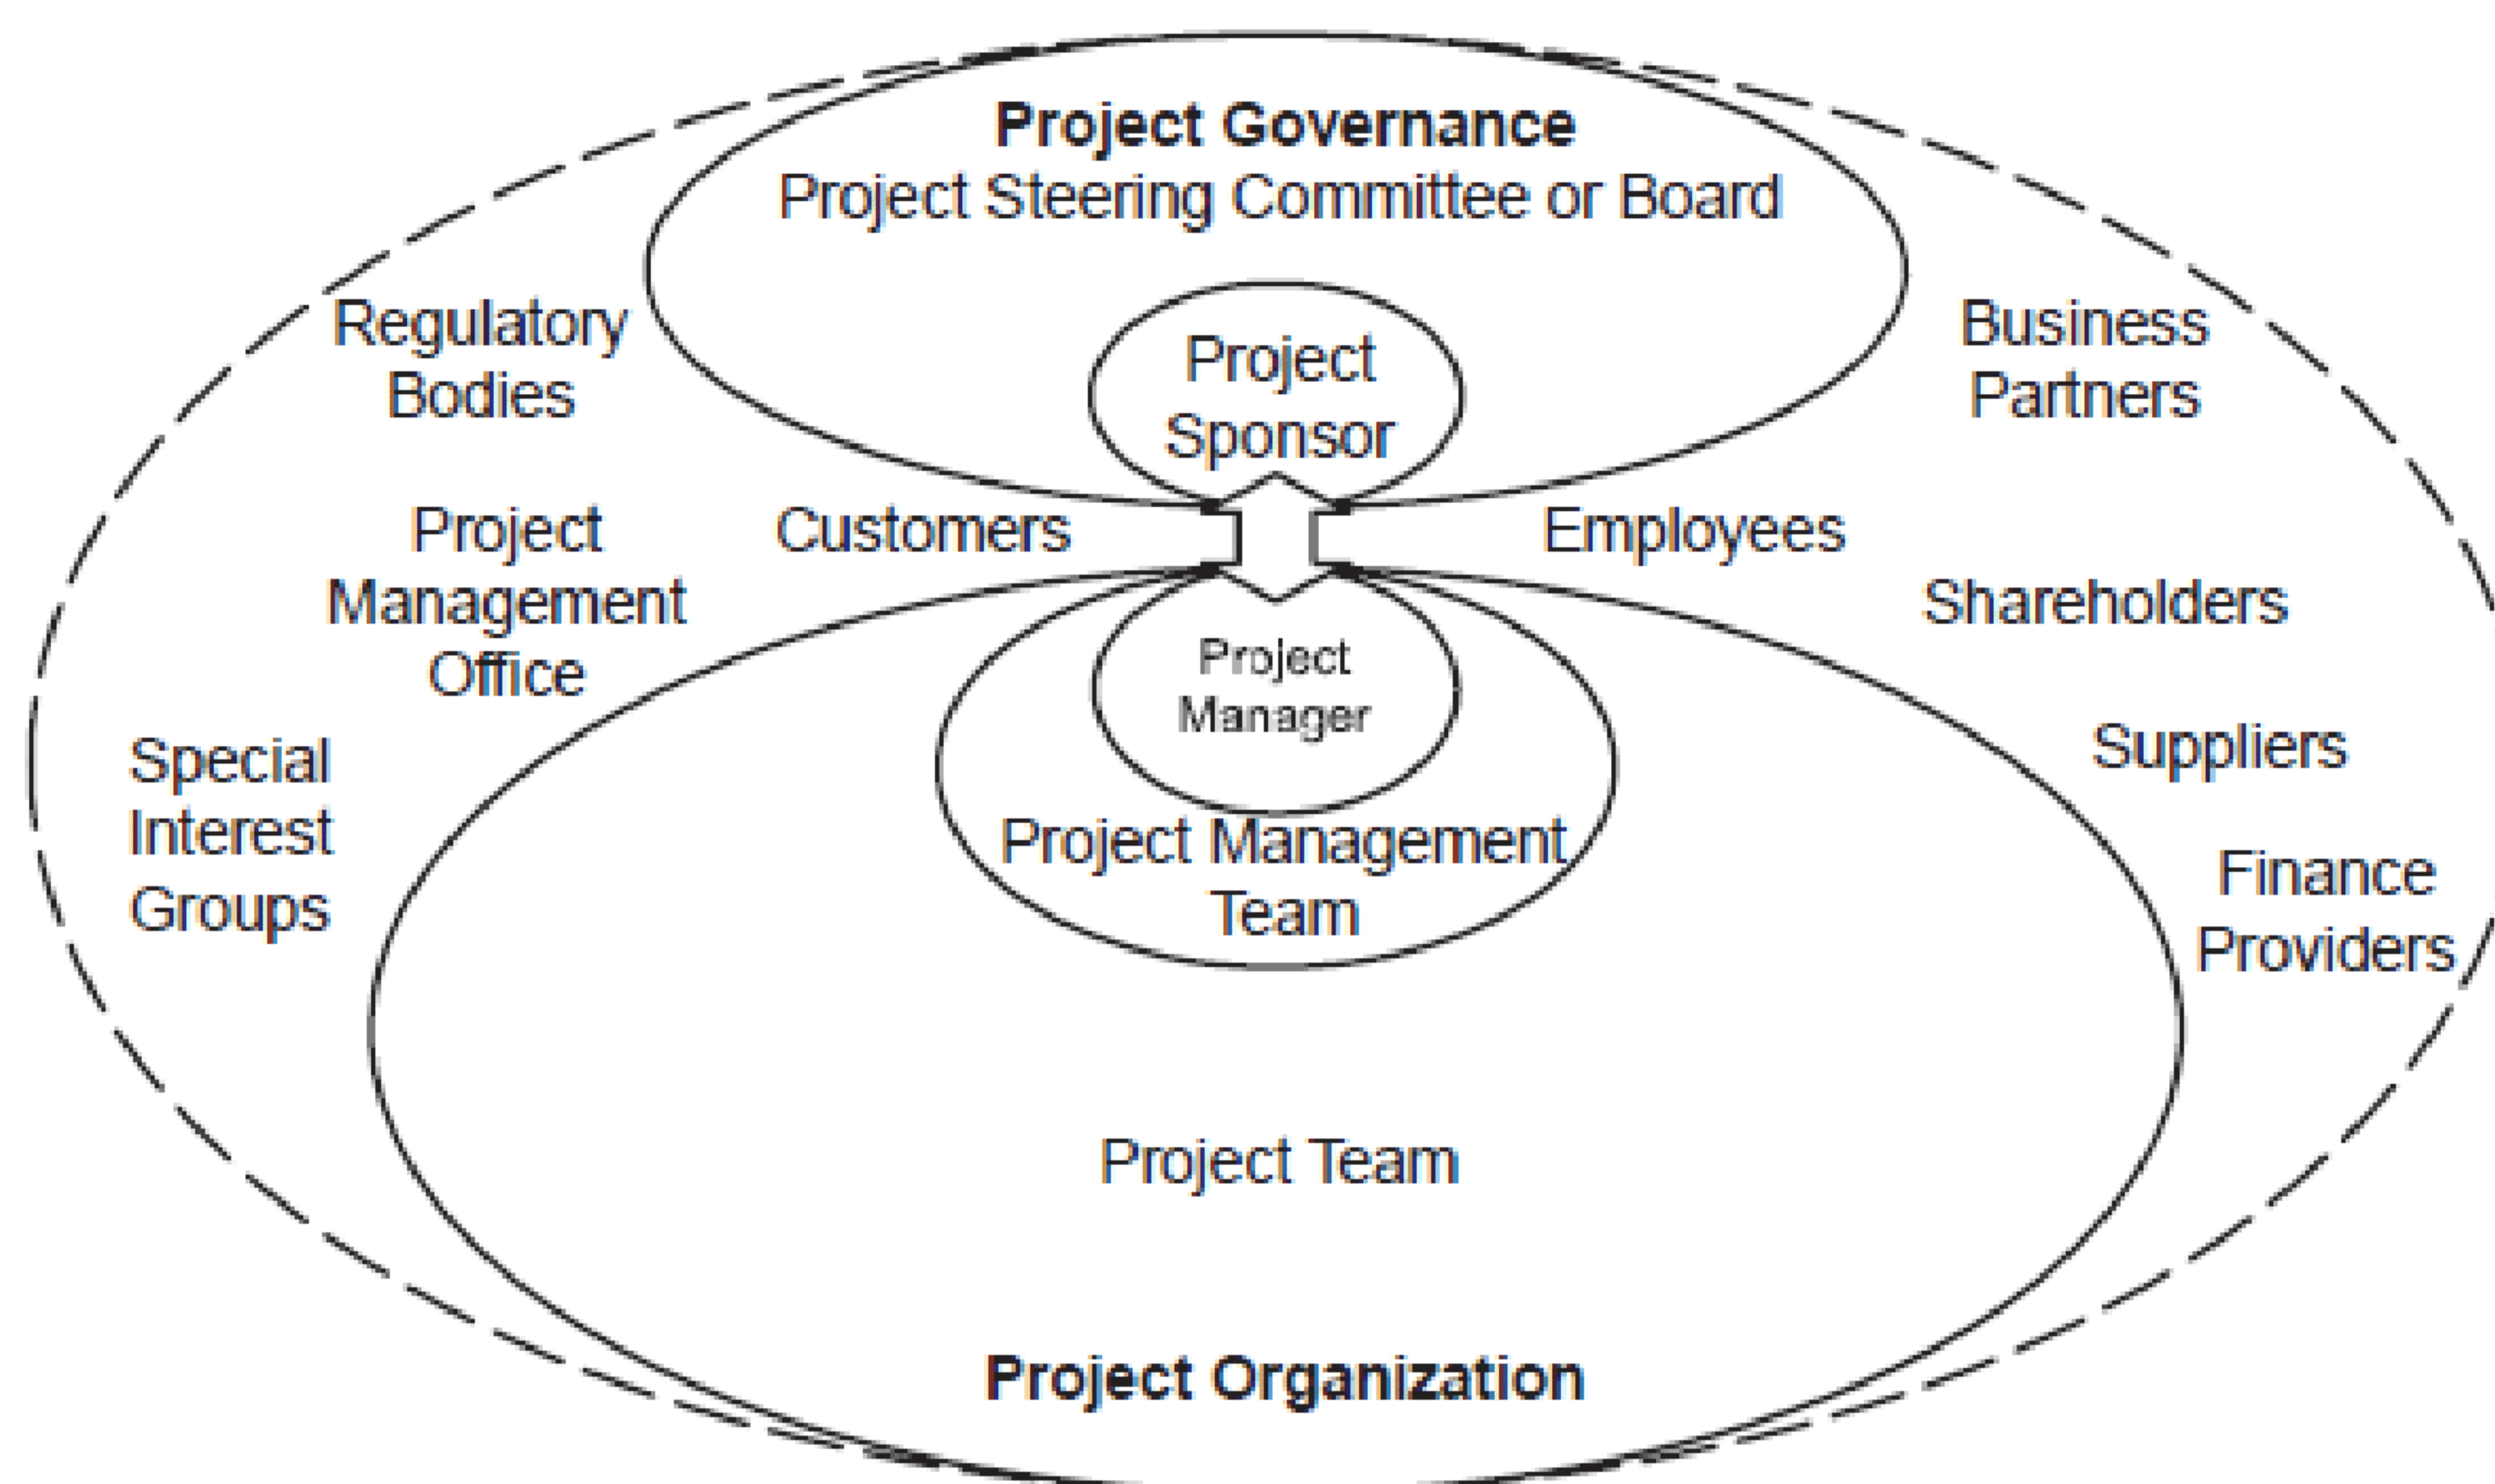 Project Governance
Project Steering Committee or Board
Regulatory
Bodies
Project
Sponsor
Business
Partners
Project
Management
Office
Customers
Employees
Shareholders
Project
Manager
Special
Interest
Groups
Suppliers
Project Management
Team
Finance
Providers
Project Team
Project Organization